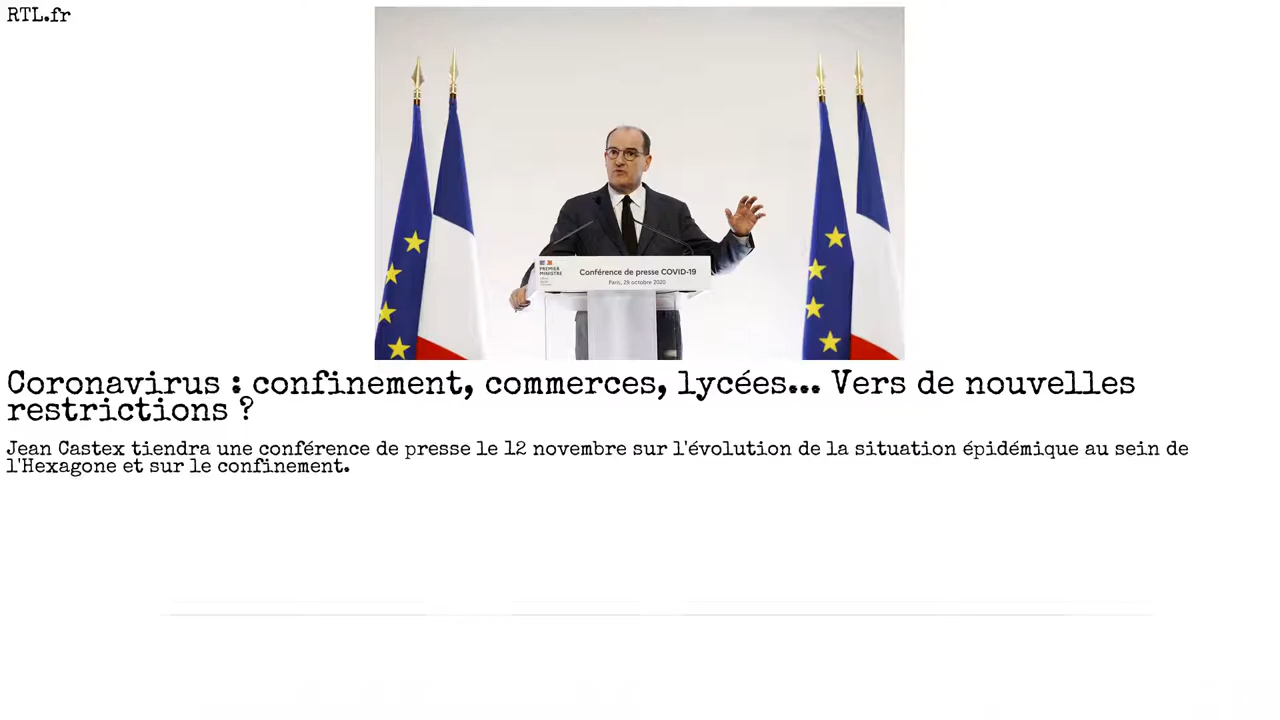 RTL.fr
PREMIER
MINISTRE
Conférence de presse COVID-19
Paris, 29 octobre 2020
Coronavirus : confinement, commerces, lycées... Vers de nouvelles
restrictions ?
Jean Castex tiendra une conférence de presse le 12 novembre sur l'évolution de la situation épidémique au sein de
l'Hexagone et sur le confinement.